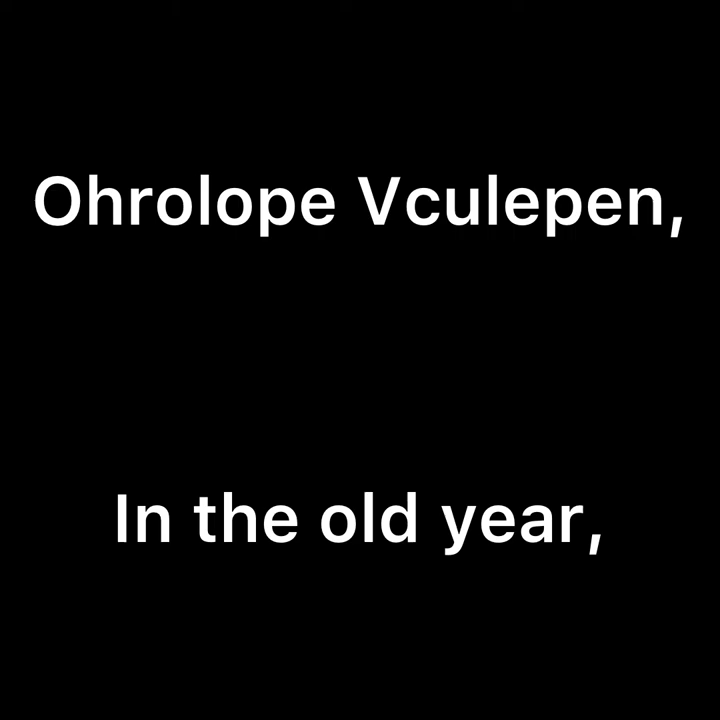 Ohrolope Vculepen,
In the old year,